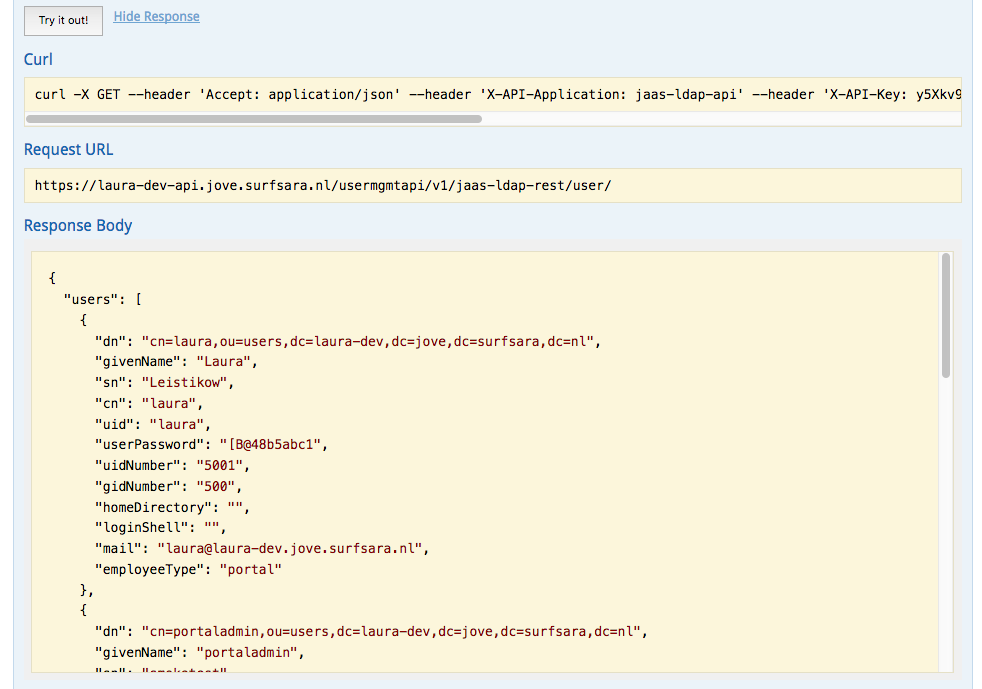 Try it out!
Hide Response
Curl
curl -X GET --header 'Accept: application/json' --header 'X-API-Application: jaas-ldap-api' --header 'X-API-Key: y5Xkv9
Request URL
https://laura-dev-api.jove.surfsara.nl/usermgmtapi/v1/jaas-ldap-rest/user/
Response Body
{
"users": [
{
"dn": "cn=laura,ou=users,dc=laura-dev,dc=jove,dc=surfsara,dc=nl",
"givenName": "Laura",
"sn": "Leistikow",
"cn": "laura",
"uid": "laura",
"userPassword": "[B@48b5abc1",
"uidNumber": "5001",
"gidNumber": "500",
"homeDirectory": "",
"loginShell": "",
"mail": "laura@laura-dev.jove.surfsara.nl",
"employeeType": "portal"
},
{
"dn": "cn=portaladmin,ou=users,dc=laura-dev,dc=jove,dc=surfsara,dc=nl",
"givenName": "portaladmin",